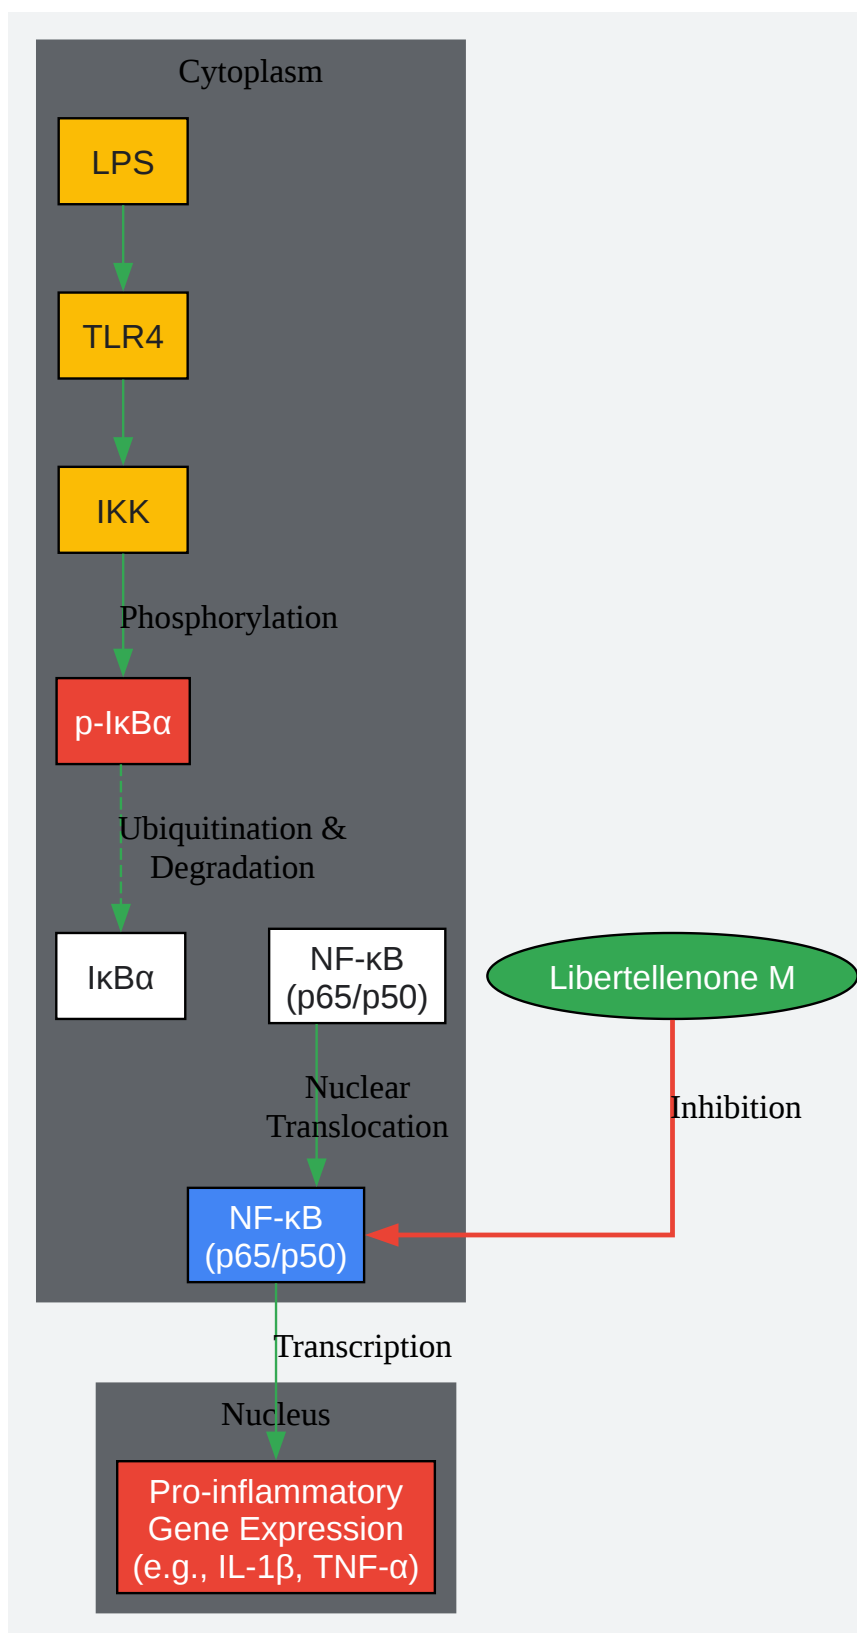 Cytoplasm
LPS
TLR4
IKK
Phosphorylation
p-IκBα
Ubiquitination &
Degradation
IκBα
NF-κB
(p65/p50)
Libertellenone M
Nuclear
Translocation
Inhibition
NF-κB
(p65/p50)
Transcription
Nucleus
Pro-inflammatory
Gene Expression
(e.g., IL-1β, TNF-α)